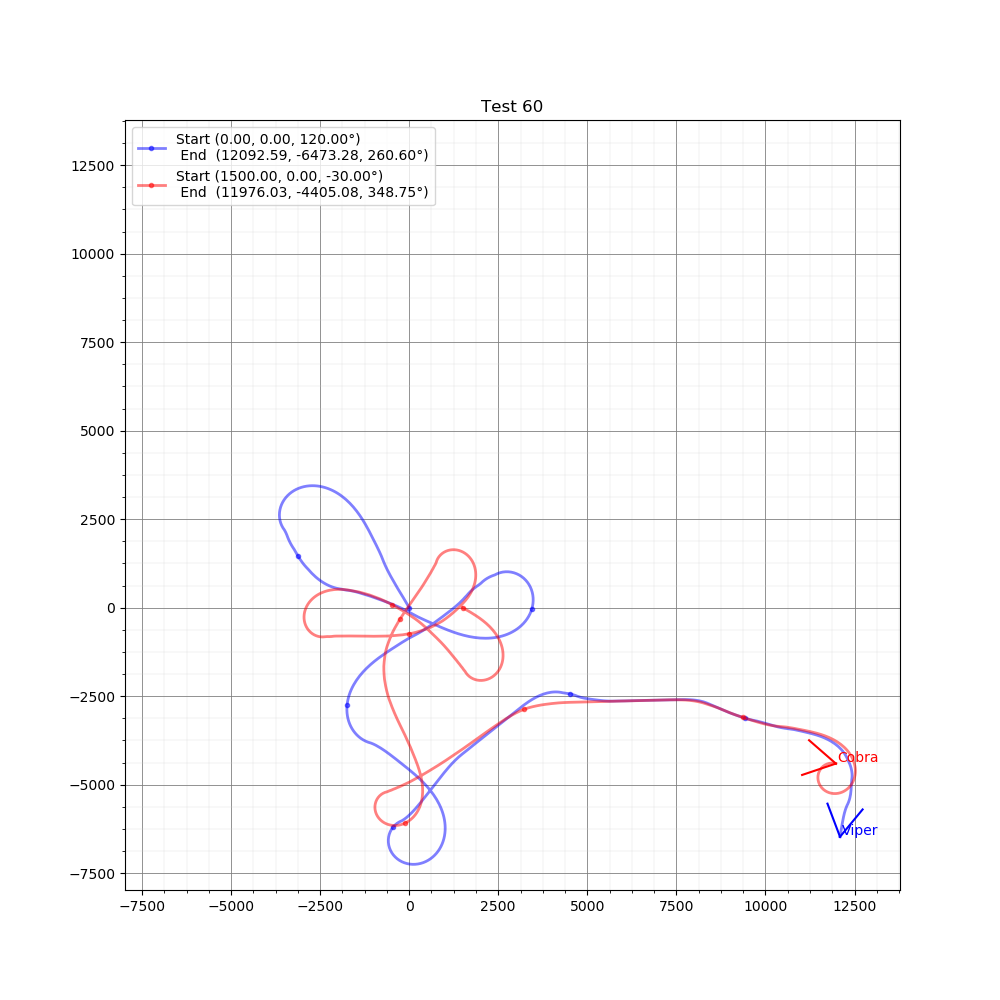 Test 60
Start (0.00, 0.00, 120.00°)
End (12092.59, -6473.28, 260.60°)
Start (1500.00, 0.00, -30.00°)
End (11976.03, -4405.08, 348.75°)
12500
10000
7500
5000
2500
0
−2500
−5000
−7500
Cobra
Viper
−7500 −5000 −2500 0 2500 5000 7500 10000 12500